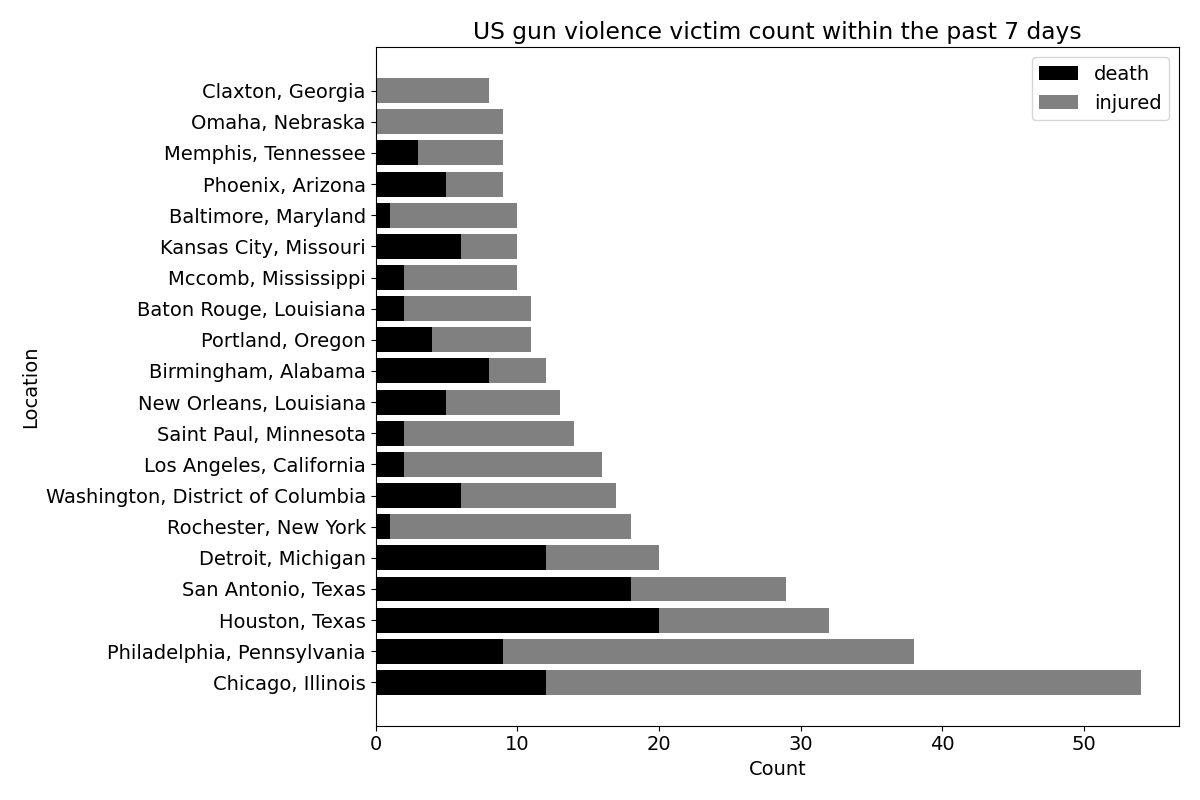 US gun violence victim count within the past 7 days
death
injured
Claxton, Georgia
Omaha, Nebraska
Memphis, Tennessee
Phoenix, Arizona
Baltimore, Maryland
Kansas City, Missouri
Mccomb, Mississippi
Baton Rouge, Louisiana
Portland, Oregon
Birmingham, Alabama
New Orleans, Louisiana
Saint Paul, Minnesota
Los Angeles, California
Washington, District of Columbia
Rochester, New York
Detroit, Michigan
San Antonio, Texas
Houston, Texas
Philadelphia, Pennsylvania
Chicago, Illinois
Location
0 10 20 30 40 50
Count